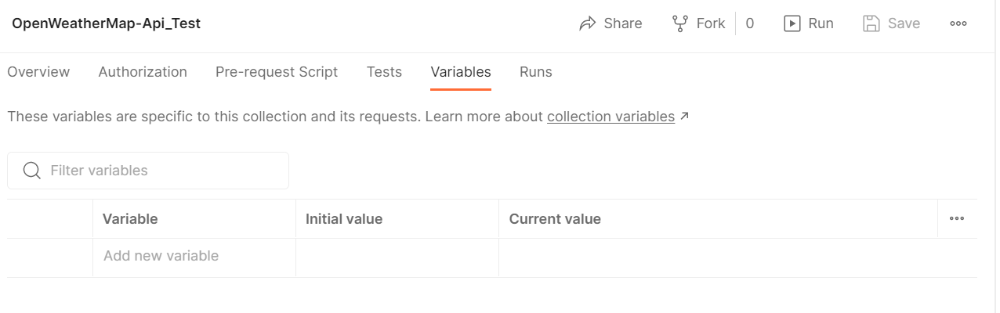 OpenWeatherMap-Api_Test Share Fork 0 Run Save
Overview Authorization Pre-request Script Tests Variables Runs
These variables are specific to this collection and its requests. Learn more about collection variables ↗
Filter variables
Variable Initial value Current value
Add new variable